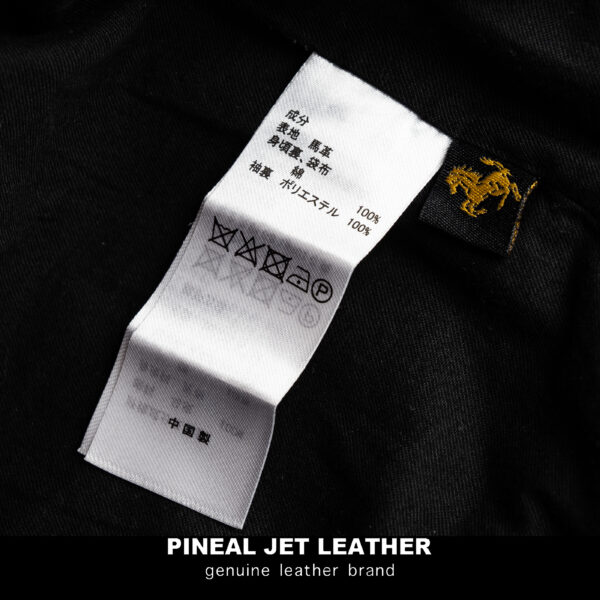 成分
表地 馬革
身頃裏、袋布
綿 100%
袖裏 ポリエステル 100%
P
中国製
PINEAL JET LEATHER
genuine leather brand